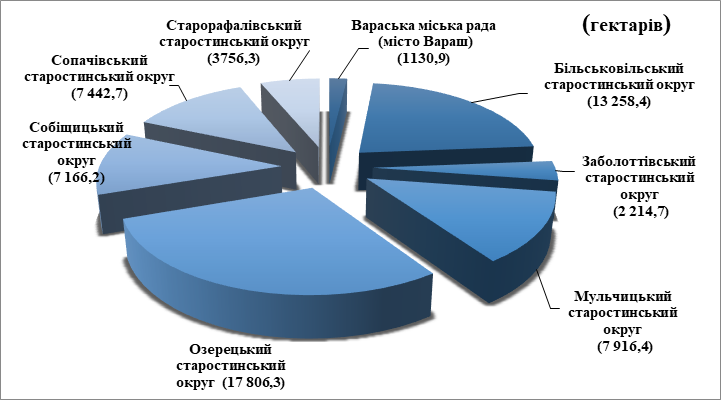 (гектарів)
Старорафалівський
старостинський округ
(3756,3)
Вараська міська рада
(місто Вараш)
(1130,9)
Більськовільський
старостинський округ
(13 258,4)
Заболоттівський
старостинський
округ
(2 214,7)
Мульчицький
старостинський
округ
(7 916,4)
Озерецький
старостинський
округ (17 806,3)
Собіщицький
старостинський
округ
(7 166,2)
Сопачівський
старостинський округ
(7 442,7)